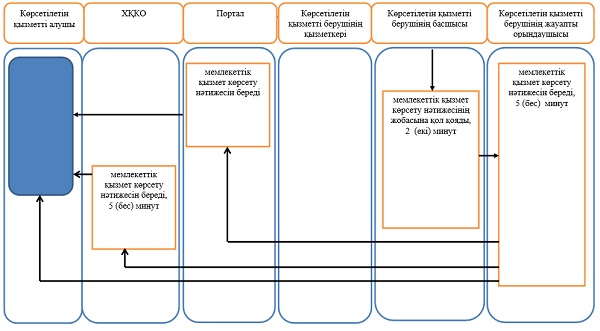 Көрсетілетін
қызметті алушы
ХҚҚО
Портал
Көрсетілетін
қызметті берушінің
қызметкері
Көрсетілетін қызметті
берушінің басшысы
Көрсетілетін қызметті
берушінің жауапты
орындаушысы
мемлекеттік
қызмет көрсету
нәтижесін береді
мемлекеттік
қызмет көрсету
нәтижесін береді,
5 (бес) минут
мемлекеттік қызмет
көрсету нәтижесінің
жобасына қол қояды,
2 (екі) минут
мемлекеттік
қызмет көрсету
нәтижесін береді,
5 (бес) минут